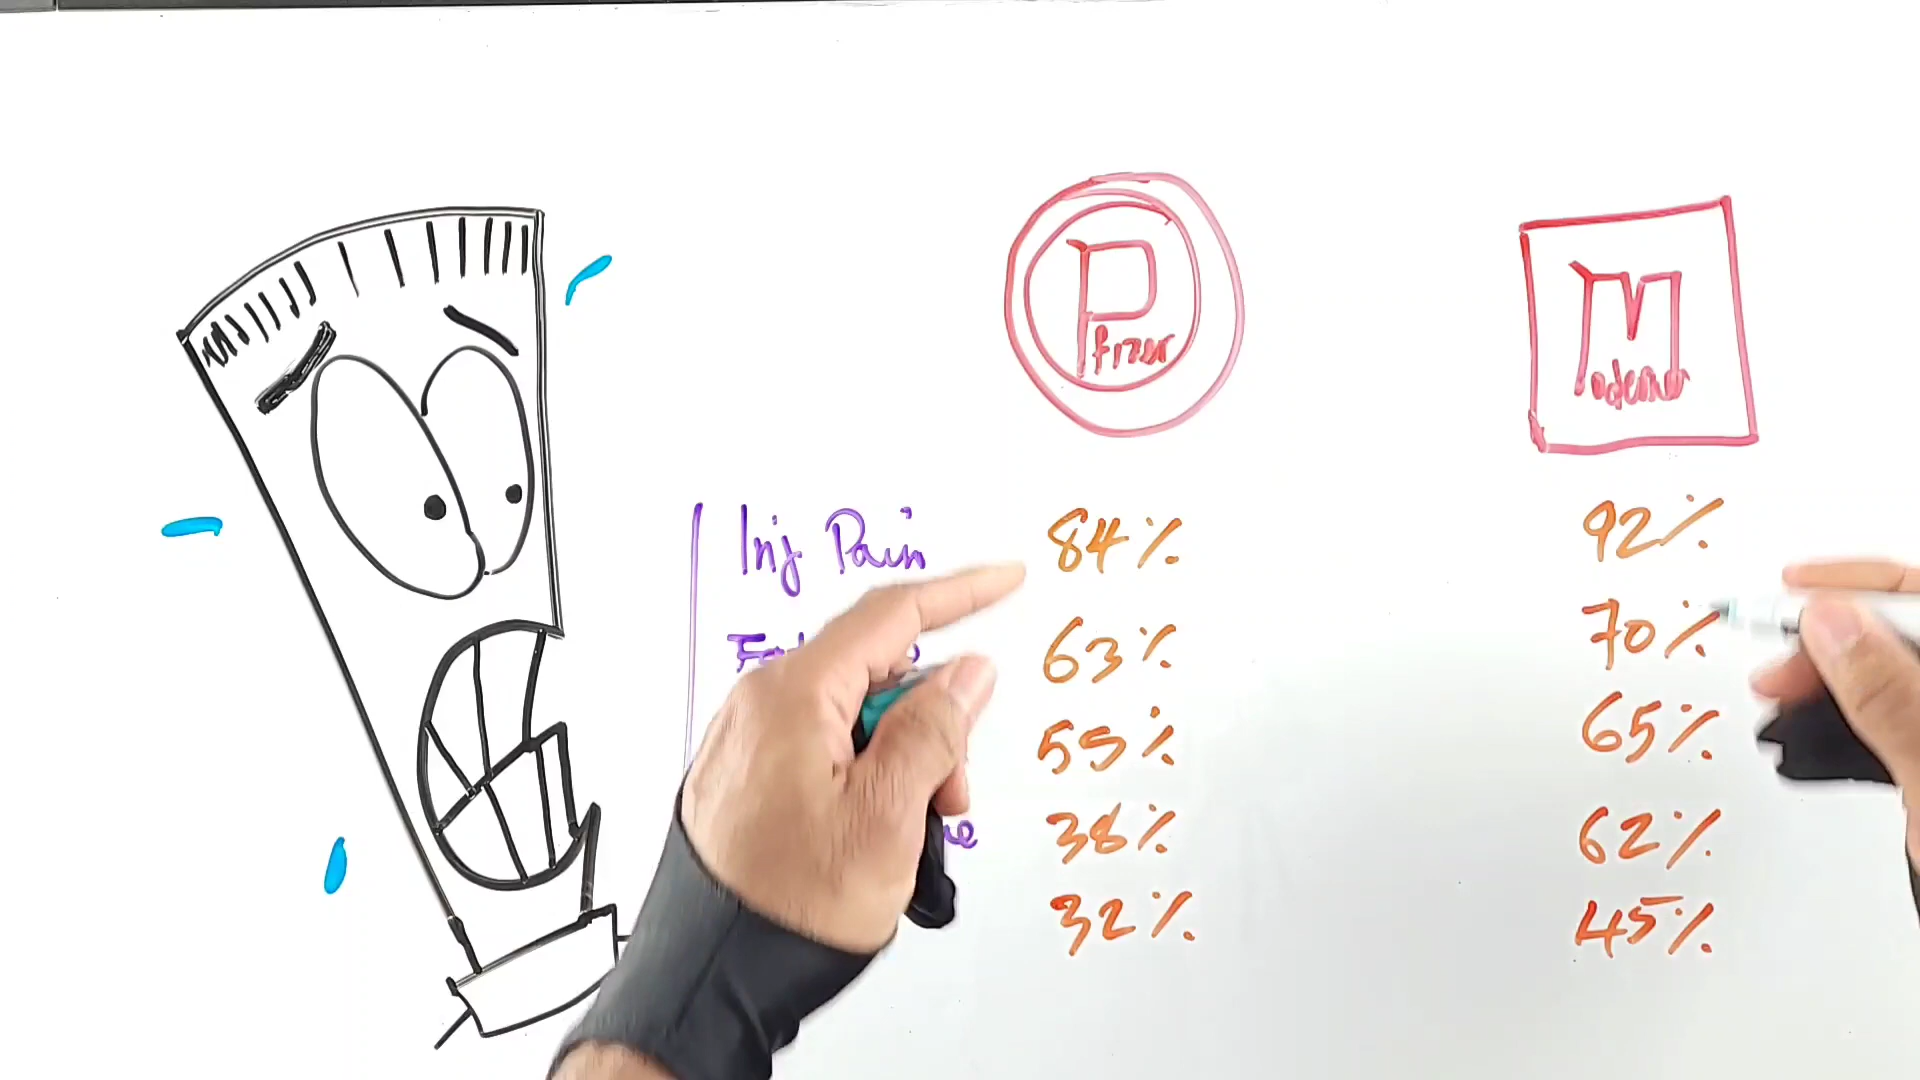 Pfizer
Moderna
Inj Pain 84% 92%
63% 70%
55% 65%
38% 62%
32% 45%